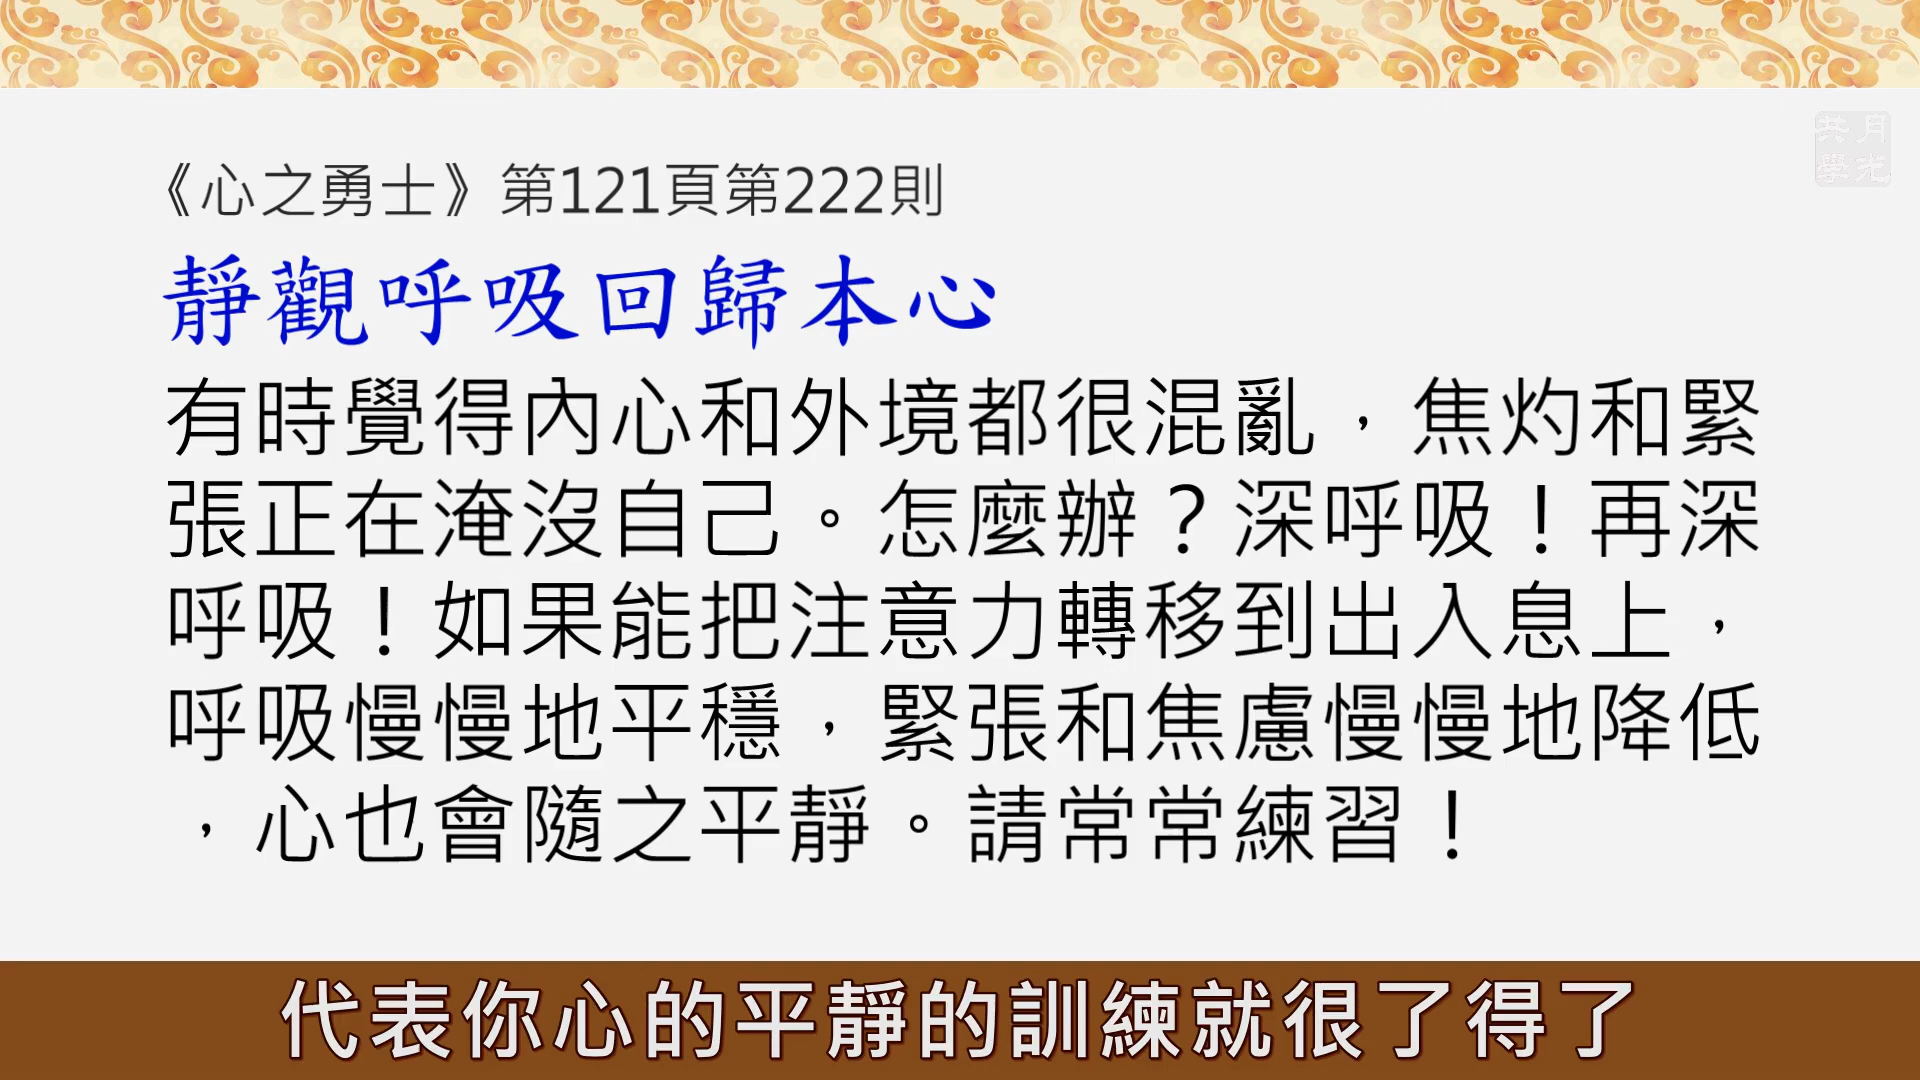 《心之勇士》第121頁第222則
靜觀呼吸回歸本心
有時覺得內心和外境都很混亂，焦灼和緊
張正在淹沒自己。怎麼辦？深呼吸！再深
呼吸！如果能把注意力轉移到出入息上，
呼吸慢慢地平穩，緊張和焦慮慢慢地降低
，心也會隨之平靜。請常常練習！
代表你心的平靜的訓練就很了得了
月光
共學